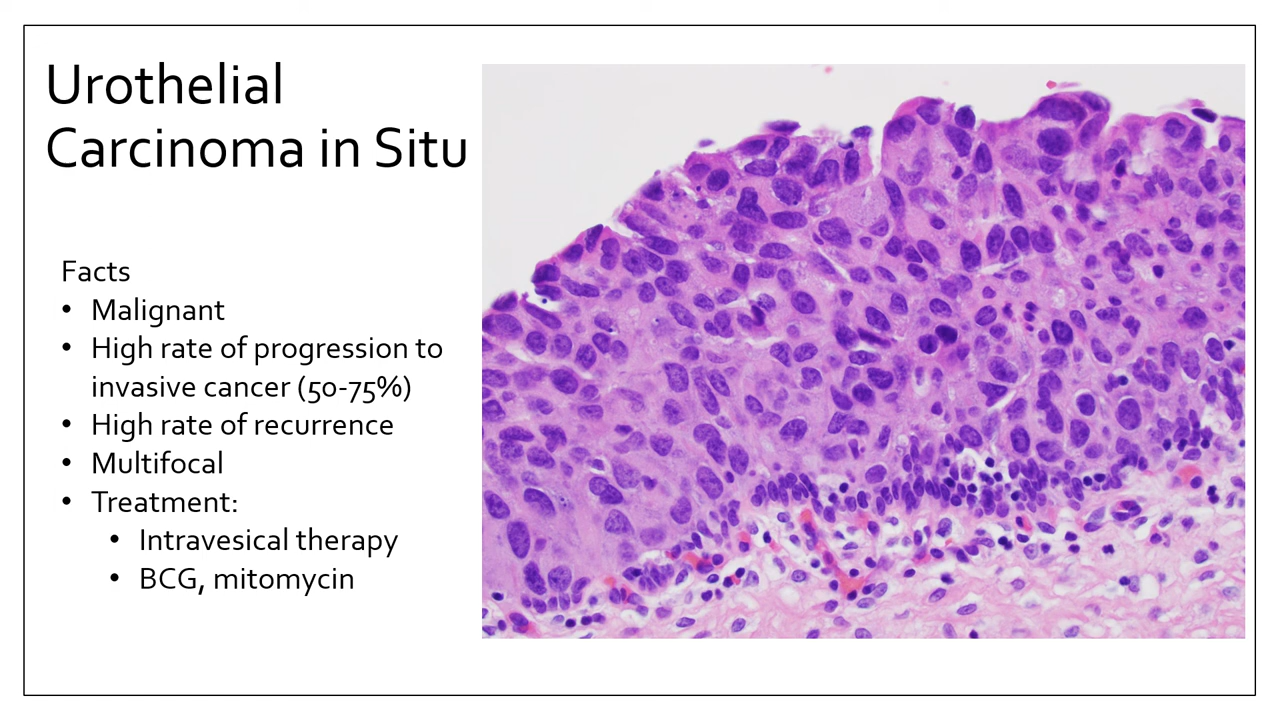 Urothelial
Carcinoma in Situ
Facts
• Malignant
• High rate of progression to
invasive cancer (50-75%)
• High rate of recurrence
• Multifocal
• Treatment:
• Intravesical therapy
• BCG, mitomycin